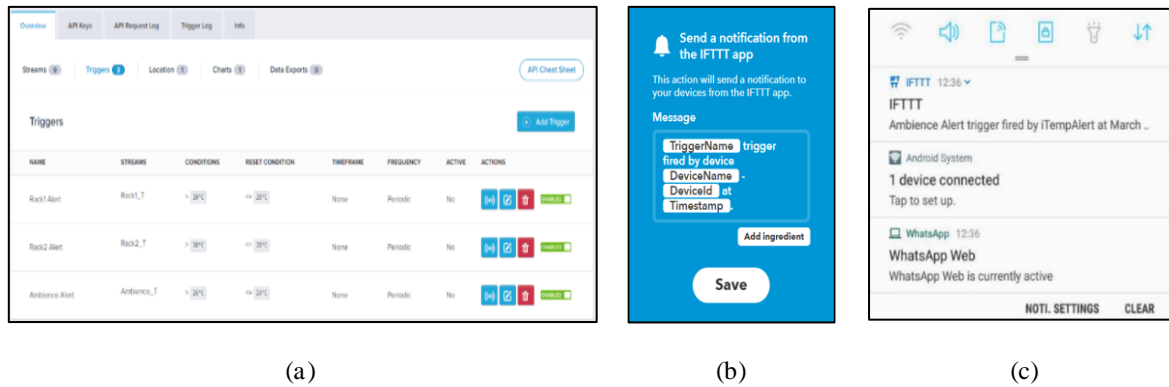 Overview API Keys API Request Log Trigger Log Info
Streams Triggers 3 Location 1 Charts 1 Data Exports 0 API Cheat Sheet
Triggers
Add Trigger
NAME STREAMS CONDITIONS RESET CONDITION TIMEFRAME FREQUENCY ACTIVE ACTIONS
Rack1 Alert Rack1_T > <= None Periodic No ENABLED
Rack2 Alert Rack2_T > <= None Periodic No ENABLED
Ambience Alert Ambience_T > <= None Periodic No ENABLED
(a)
Send a notification from
the IFTTT app
This action will send a notification to
your devices from the IFTTT app.
Message
TriggerName trigger
fired by device
DeviceName -
DeviceId at
Timestamp .
Add ingredient
Save
(b)
IFTTT 12:36
IFTTT
Ambience Alert trigger fired by iTempAlert at March ..
Android System
1 device connected
Tap to set up.
WhatsApp 12:36
WhatsApp Web
WhatsApp Web is currently active
NOTI. SETTINGS CLEAR
(c)